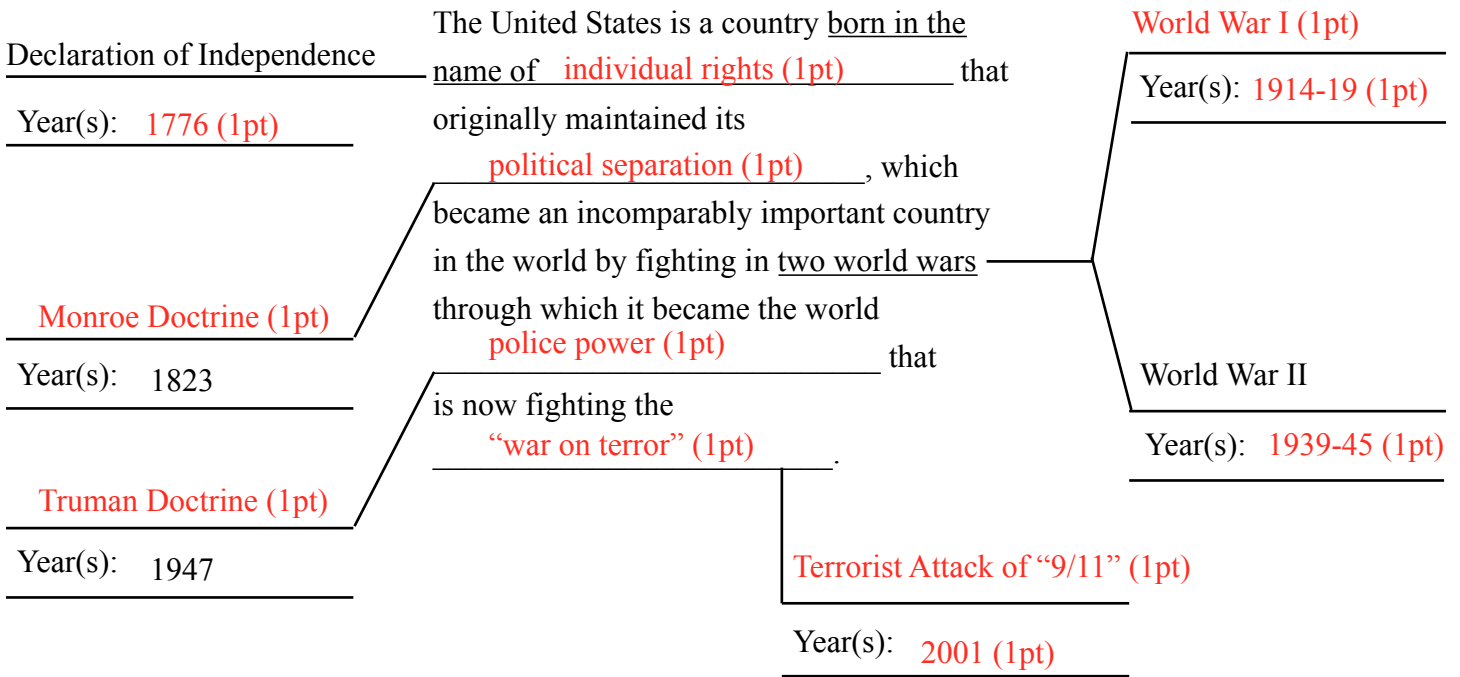 Declaration of Independence
Year(s): 1776 (1pt)
Monroe Doctrine (1pt)
Year(s): 1823
Truman Doctrine (1pt)
Year(s): 1947
The United States is a country born in the
name of individual rights (1pt) that
originally maintained its
political separation (1pt), which
became an incomparably important country
in the world by fighting in two world wars
through which it became the world
police power (1pt) that
is now fighting the
“war on terror” (1pt).
World War I (1pt)
Year(s): 1914-19 (1pt)
World War II
Year(s): 1939-45 (1pt)
Terrorist Attack of “9/11” (1pt)
Year(s): 2001 (1pt)